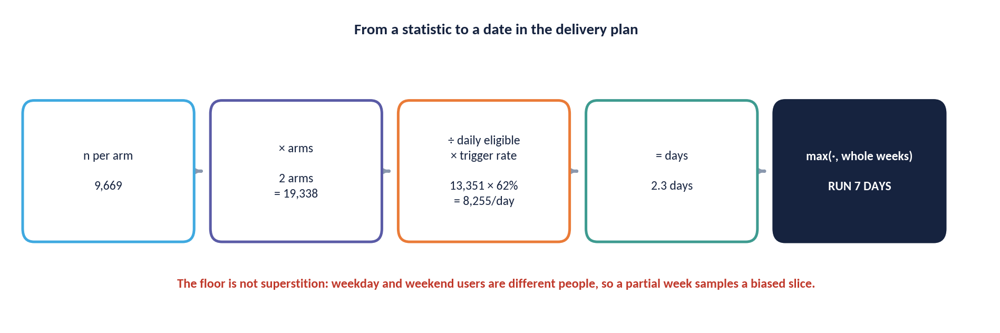 From a statistic to a date in the delivery plan
n per arm
9,669
× arms
2 arms
= 19,338
÷ daily eligible
× trigger rate
13,351 × 62%
= 8,255/day
= days
2.3 days
max(·, whole weeks)
RUN 7 DAYS
The floor is not superstition: weekday and weekend users are different people, so a partial week samples a biased slice.